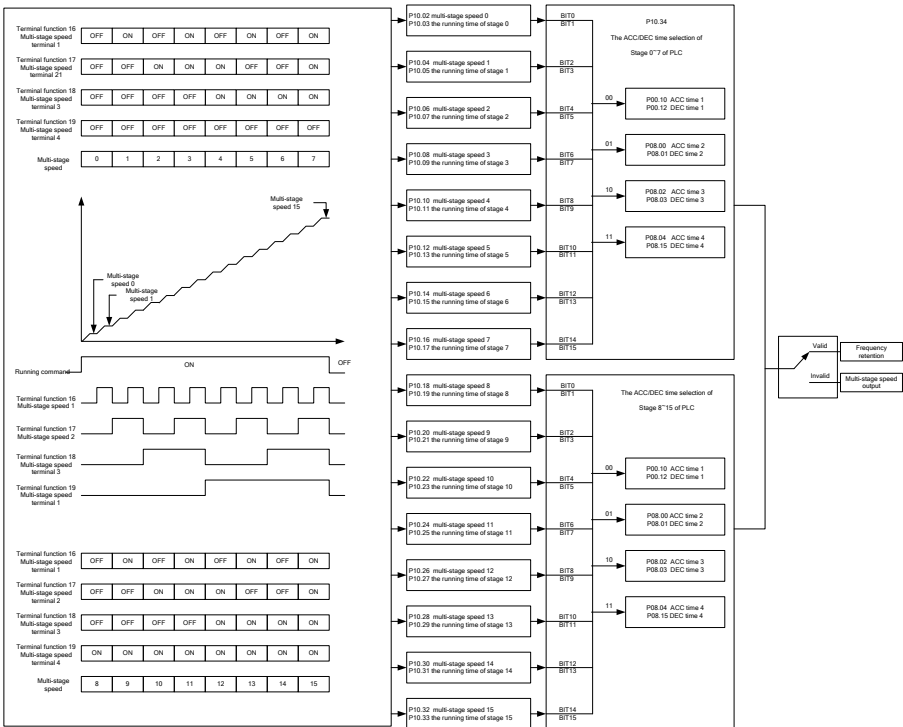 Terminal function 16
Multi-stage speed
terminal 1
OFF ON OFF ON OFF ON OFF ON
Terminal function 17
Multi-stage speed
terminal 21
OFF OFF ON ON OFF OFF ON ON
Terminal function 18
Multi-stage speed
terminal 3
OFF OFF OFF OFF ON ON ON ON
Terminal function 19
Multi-stage speed
terminal 4
OFF OFF OFF OFF OFF OFF OFF OFF
Multi-stage
speed
0 1 2 3 4 5 6 7
Multi-stage
speed 15
Multi-stage
speed 0
Multi-stage
speed 1
Running command
ON
OFF
Terminal function 16
Multi-stage speed 1
Terminal function 17
Multi-stage speed 2
Terminal function 18
Multi-stage speed
terminal 3
Terminal function 19
Multi-stage speed
terminal 1
Terminal function 16
Multi-stage speed
terminal 1
OFF ON OFF ON OFF ON OFF ON
Terminal function 17
Multi-stage speed
terminal 2
OFF OFF ON ON OFF OFF ON ON
Terminal function 18
Multi-stage speed
terminal 3
OFF OFF OFF OFF ON ON ON ON
Terminal function 19
Multi-stage speed
terminal 4
ON ON ON ON ON ON ON ON
Multi-stage
speed
8 9 10 11 12 13 14 15
P10.02 multi-stage speed 0
P10.03 the running time of stage 0
P10.04 multi-stage speed 1
P10.05 the running time of stage 1
P10.06 multi-stage speed 2
P10.07 the running time of stage 2
P10.08 multi-stage speed 3
P10.09 the running time of stage 3
P10.10 multi-stage speed 4
P10.11 the running time of stage 4
P10.12 multi-stage speed 5
P10.13 the running time of stage 5
P10.14 multi-stage speed 6
P10.15 the running time of stage 6
P10.16 multi-stage speed 7
P10.17 the running time of stage 7
P10.18 multi-stage speed 8
P10.19 the running time of stage 8
P10.20 multi-stage speed 9
P10.21 the running time of stage 9
P10.22 multi-stage speed 10
P10.23 the running time of stage 10
P10.24 multi-stage speed 11
P10.25 the running time of stage 11
P10.26 multi-stage speed 12
P10.27 the running time of stage 12
P10.28 multi-stage speed 13
P10.29 the running time of stage 13
P10.30 multi-stage speed 14
P10.31 the running time of stage 14
P10.32 multi-stage speed 15
P10.33 the running time of stage 15
BIT0
BIT1
BIT2
BIT3
BIT4
BIT5
BIT6
BIT7
BIT8
BIT9
BIT10
BIT11
BIT12
BIT13
BIT14
BIT15
P10.34
The ACC/DEC time selection of
Stage 0~7 of PLC
00
P00.10 ACC time 1
P00.12 DEC time 1
01
P08.00 ACC time 2
P08.01 DEC time 2
10
P08.02 ACC time 3
P08.03 DEC time 3
11
P08.04 ACC time 4
P08.15 DEC time 4
BIT0
BIT1
BIT2
BIT3
BIT4
BIT5
BIT6
BIT7
BIT8
BIT9
BIT10
BIT11
BIT12
BIT13
BIT14
BIT15
The ACC/DEC time selection of
Stage 8~15 of PLC
00
P00.10 ACC time 1
P00.12 DEC time 1
01
P08.00 ACC time 2
P08.01 DEC time 2
10
P08.02 ACC time 3
P08.03 DEC time 3
11
P08.04 ACC time 4
P08.15 DEC time 4
Valid
Frequency
retention
Invalid
Multi-stage speed
output